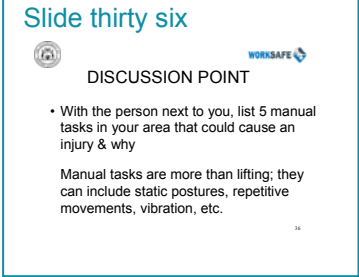 Slide thirty six
WORKSAFE
DISCUSSION POINT
• With the person next to you, list 5 manual
tasks in your area that could cause an
injury & why
Manual tasks are more than lifting; they
can include static postures, repetitive
movements, vibration, etc.
36